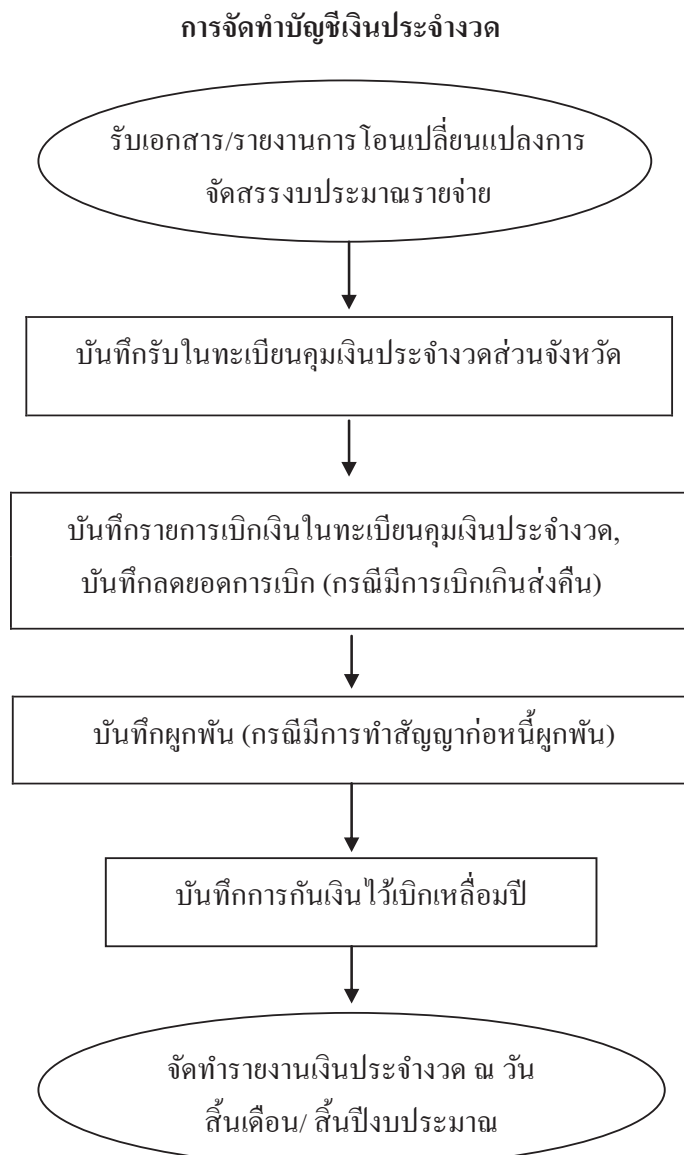 การจัดทำบัญชีเงินประจำงวด
รับเอกสาร/รายงานการโอนเปลี่ยนแปลงการ
จัดสรรงบประมาณรายจ่าย
บันทึกรับในทะเบียนคุมเงินประจำงวดส่วนจังหวัด
บันทึกรายการเบิกเงินในทะเบียนคุมเงินประจำงวด,
บันทึกลดยอดการเบิก (กรณีมีการเบิกเกินส่งคืน)
บันทึกผูกพัน (กรณีมีการทำสัญญาก่อหนี้ผูกพัน)
บันทึกการกันเงินไว้เบิกเหลื่อมปี
จัดทำรายงานเงินประจำงวด ณ วัน
สิ้นเดือน/ สิ้นปีงบประมาณ